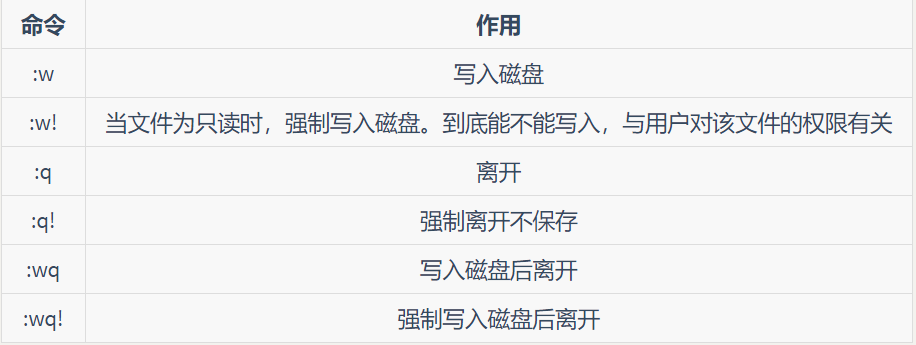 命令 作用
:w 写入磁盘
:w! 当文件为只读时，强制写入磁盘。到底能不能写入，与用户对该文件的权限有关
:q 离开
:q! 强制离开不保存
:wq 写入磁盘后离开
:wq! 强制写入磁盘后离开